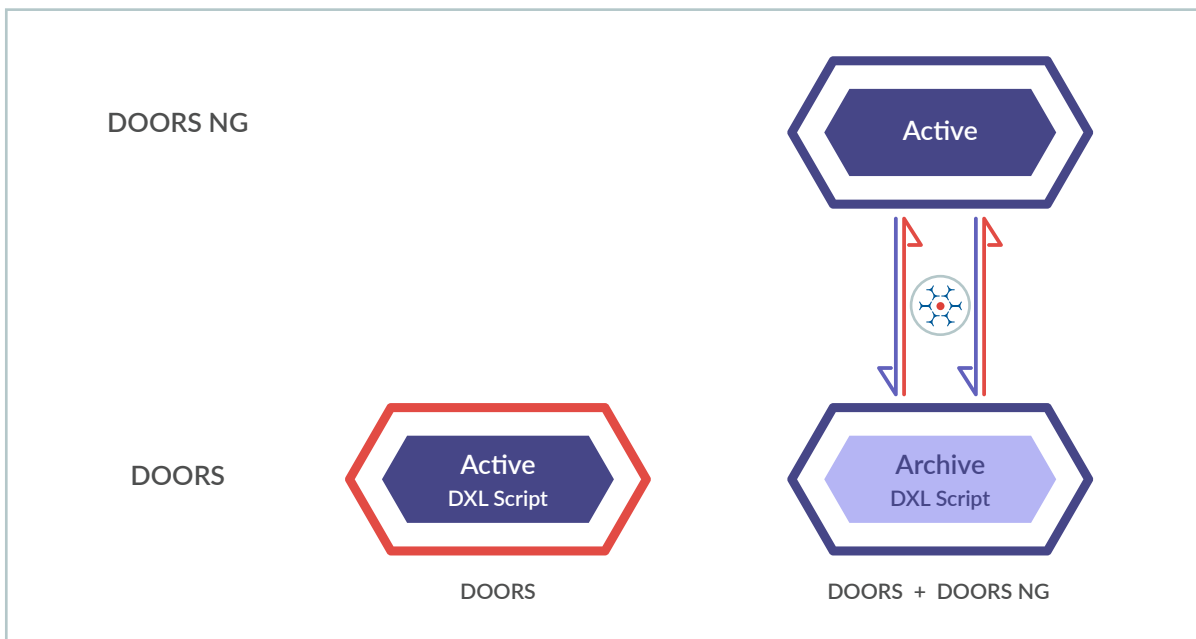 DOORS NG
Active
DOORS
Active
DXL Script
Archive
DXL Script
DOORS
DOORS + DOORS NG